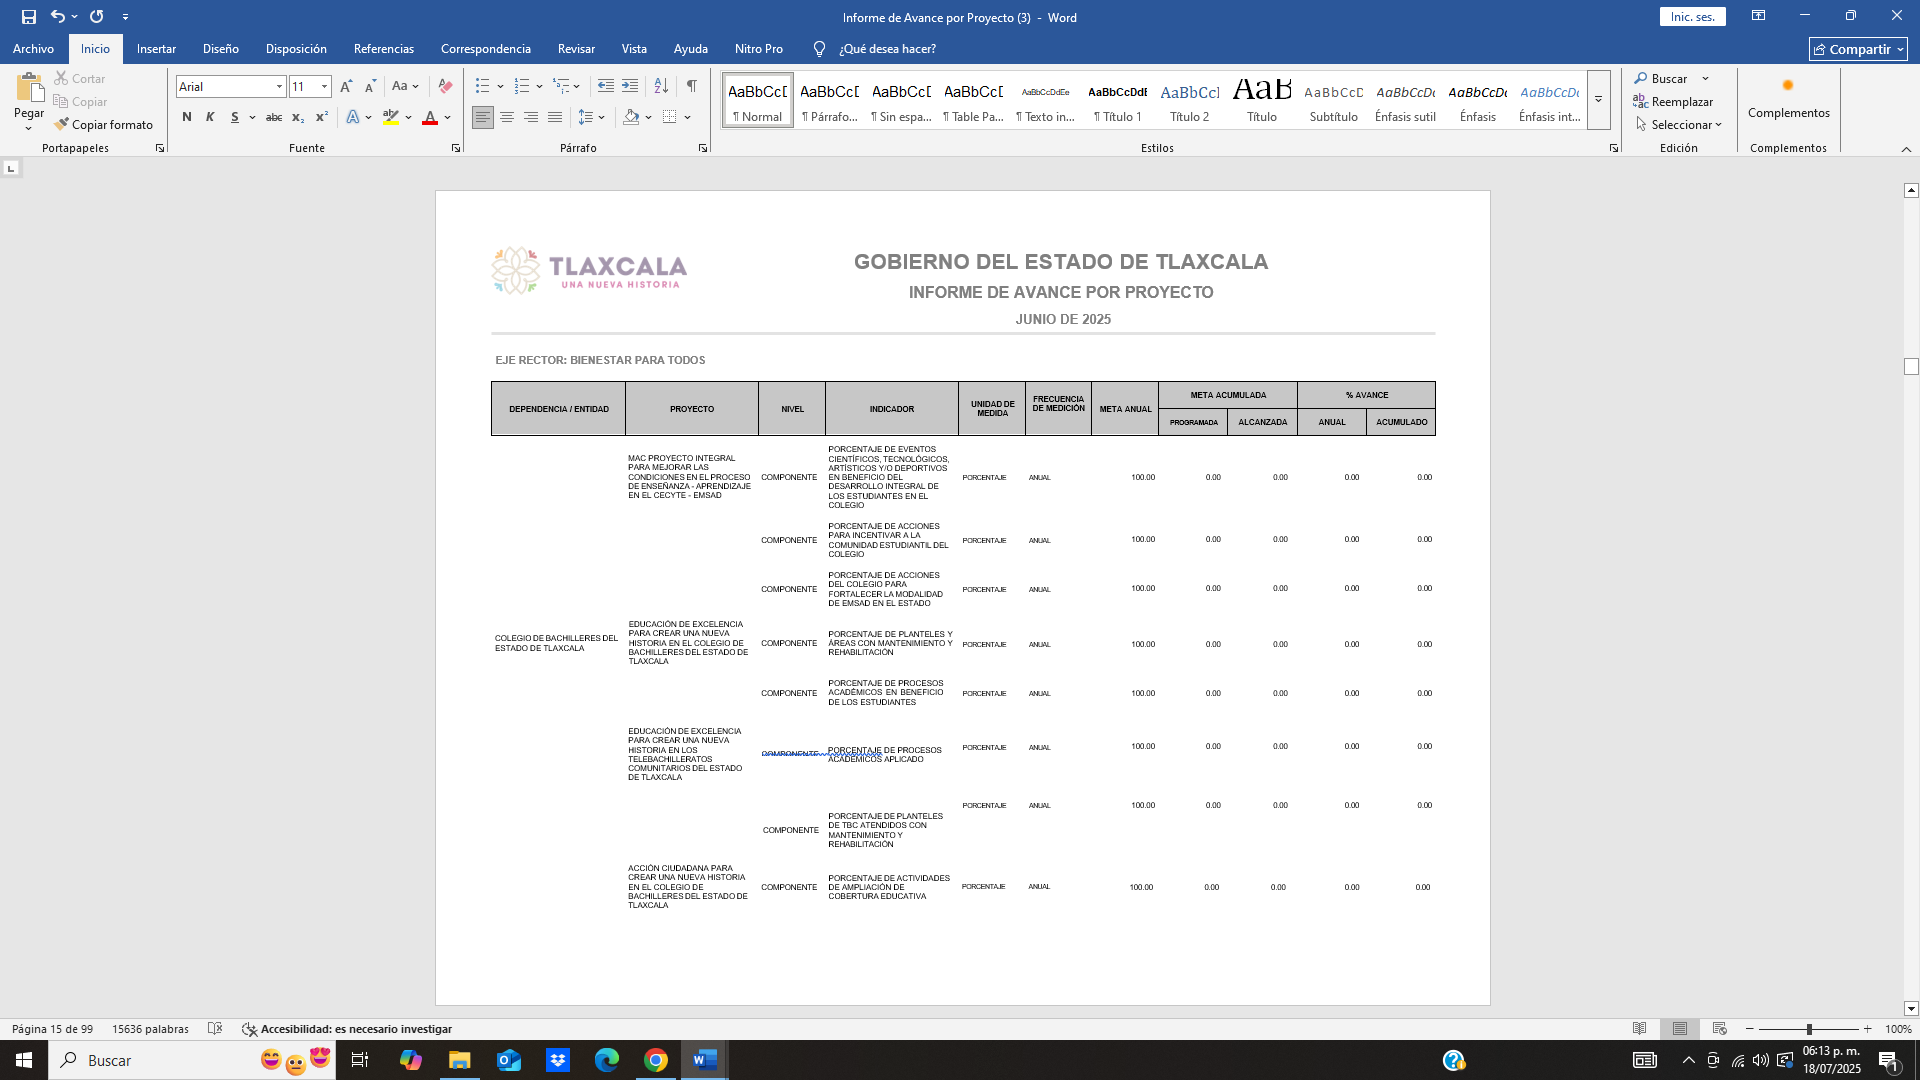 Informe de Avance por Proyecto (3) - Word
Inic. ses.
Archivo Inicio Insertar Diseño Disposición Referencias Correspondencia Revisar Vista Ayuda Nitro Pro ¿Qué desea hacer? Compartir
Pegar
Cortar
Copiar
Copiar formato
Portapapeles
Arial 11
Fuente
Párrafo
AaBbCcDdEe
¶ Normal ¶ Párrafo... ¶ Sin espa... ¶ Table Pa... ¶ Texto in... ¶ Título 1 Título 2 Título Subtítulo Énfasis sutil Énfasis Énfasis int...
Estilos
Buscar
Reemplazar
Seleccionar
Edición
Complementos
Complementos
TLAXCALA
UNA NUEVA HISTORIA
GOBIERNO DEL ESTADO DE TLAXCALA
INFORME DE AVANCE POR PROYECTO
JUNIO DE 2025
EJE RECTOR: BIENESTAR PARA TODOS
DEPENDENCIA / ENTIDAD PROYECTO NIVEL INDICADOR UNIDAD DE MEDIDA FRECUENCIA DE MEDICIÓN META ANUAL META ACUMULADA % AVANCE
PROGRAMADA ALCANZADA ANUAL ACUMULADO
MAC PROYECTO INTEGRAL
PARA MEJORAR LAS
CONDICIONES EN EL PROCESO
DE ENSEÑANZA - APRENDIZAJE
EN EL CECYTE - EMSAD
COMPONENTE
PORCENTAJE DE EVENTOS
CIENTÍFICOS, TECNOLÓGICOS,
ARTÍSTICOS Y/O DEPORTIVOS
EN BENEFICIO DEL
DESARROLLO INTEGRAL DE
LOS ESTUDIANTES EN EL
COLEGIO
PORCENTAJE ANUAL 100.00 0.00 0.00 0.00 0.00
COMPONENTE
PORCENTAJE DE ACCIONES
PARA INCENTIVAR A LA
COMUNIDAD ESTUDIANTIL DEL
COLEGIO
PORCENTAJE ANUAL 100.00 0.00 0.00 0.00 0.00
COMPONENTE
PORCENTAJE DE ACCIONES
DEL COLEGIO PARA
FORTALECER LA MODALIDAD
DE EMSAD EN EL ESTADO
PORCENTAJE ANUAL 100.00 0.00 0.00 0.00 0.00
COLEGIO DE BACHILLERES DEL
ESTADO DE TLAXCALA
EDUCACIÓN DE EXCELENCIA
PARA CREAR UNA NUEVA
HISTORIA EN EL COLEGIO DE
BACHILLERES DEL ESTADO DE
TLAXCALA
COMPONENTE
PORCENTAJE DE PLANTELES Y
ÁREAS CON MANTENIMIENTO Y
REHABILITACIÓN
PORCENTAJE ANUAL 100.00 0.00 0.00 0.00 0.00
COMPONENTE
PORCENTAJE DE PROCESOS
ACADÉMICOS EN BENEFICIO
DE LOS ESTUDIANTES
PORCENTAJE ANUAL 100.00 0.00 0.00 0.00 0.00
EDUCACIÓN DE EXCELENCIA
PARA CREAR UNA NUEVA
HISTORIA EN LOS
TELEBACHILLERATOS
COMUNITARIOS DEL ESTADO
DE TLAXCALA
COMPONENTE
PORCENTAJE DE PROCESOS
ACADÉMICOS APLICADO
PORCENTAJE ANUAL 100.00 0.00 0.00 0.00 0.00
COMPONENTE
PORCENTAJE DE PLANTELES
DE TBC ATENDIDOS CON
MANTENIMIENTO Y
REHABILITACIÓN
PORCENTAJE ANUAL 100.00 0.00 0.00 0.00 0.00
ACCIÓN CIUDADANA PARA
CREAR UNA NUEVA HISTORIA
EN EL COLEGIO DE
BACHILLERES DEL ESTADO DE
TLAXCALA
COMPONENTE
PORCENTAJE DE ACTIVIDADES
DE AMPLIACIÓN DE
COBERTURA EDUCATIVA
PORCENTAJE ANUAL 100.00 0.00 0.00 0.00 0.00
Página 15 de 99 15636 palabras Accesibilidad: es necesario investigar 100%
Buscar
06:13 p. m.
18/07/2025